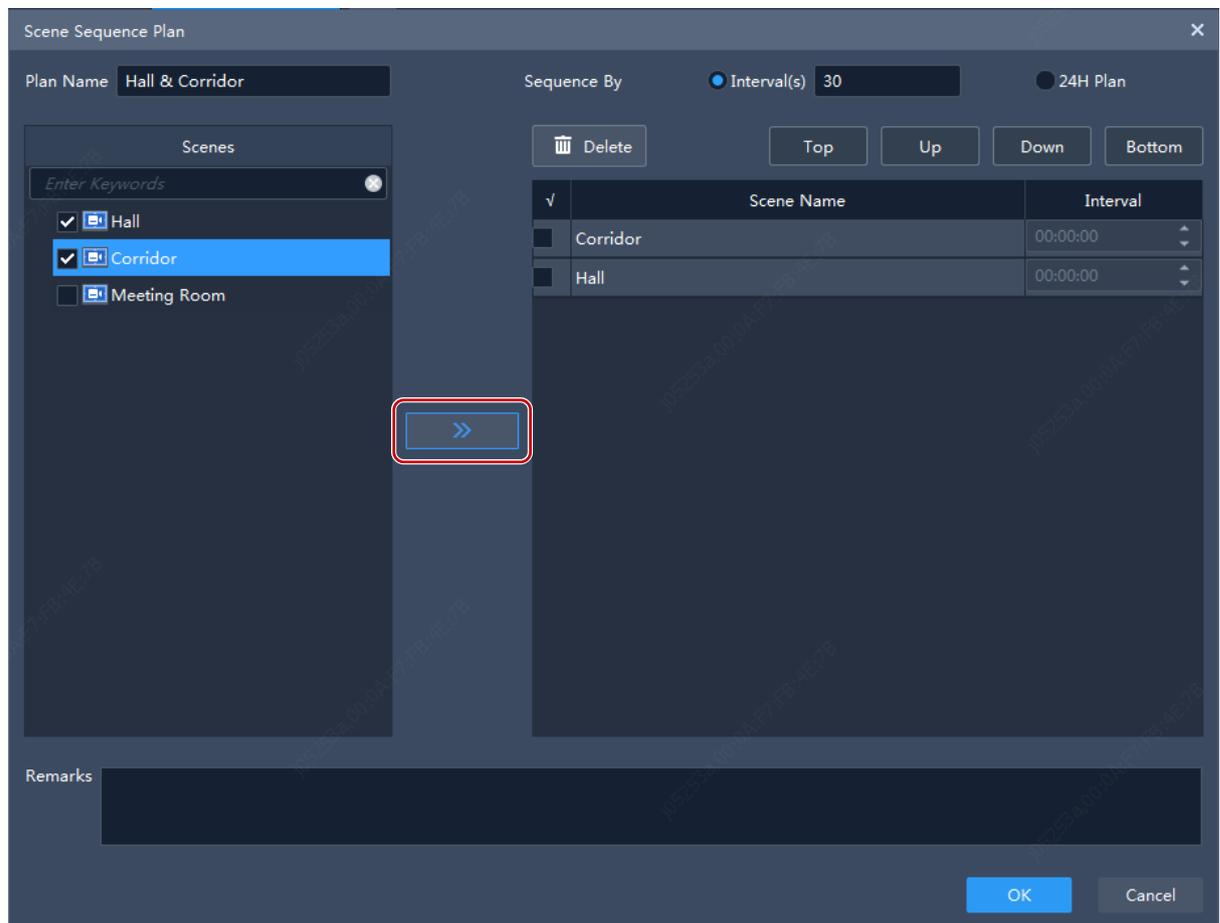 Scene Sequence Plan
Plan Name Hall & Corridor Sequence By Interval(s) 30 24H Plan
Scenes
Enter Keywords
Hall
Corridor
Meeting Room
Delete Top Up Down Bottom
√ Scene Name Interval
Corridor 00:00:00
Hall 00:00:00
Remarks
OK Cancel